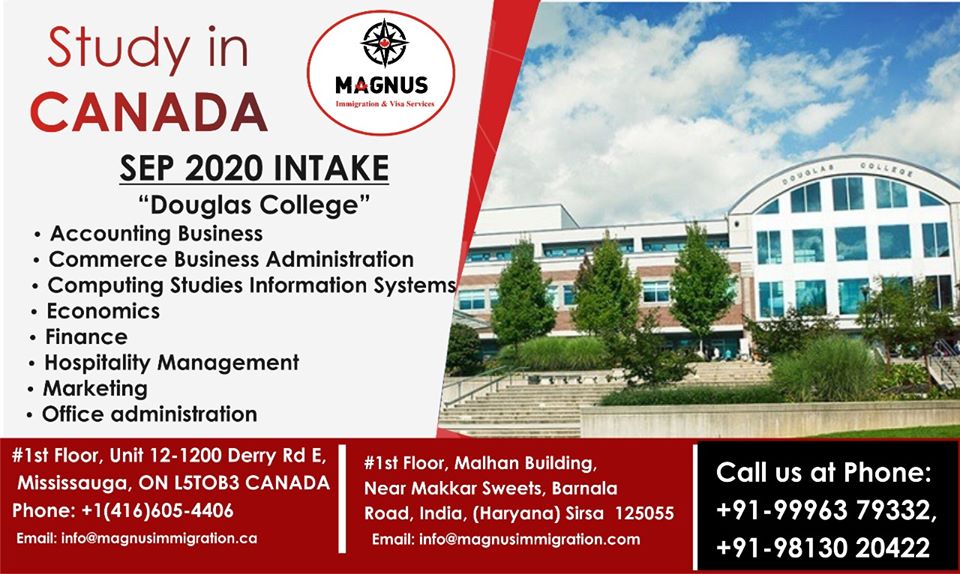 Study in
CANADA
MAGNUS
Immigration & Visa Services
SEP 2020 INTAKE
“Douglas College”
• Accounting Business
• Commerce Business Administration
• Computing Studies Information Systems
• Economics
• Finance
• Hospitality Management
• Marketing
• Office administration
DOUGLAS COLLEGE
#1st Floor, Unit 12-1200 Derry Rd E,
Mississauga, ON L5TOB3 CANADA
Phone: +1(416)605-4406
Email: info@magnusimmigration.ca
#1st Floor, Malhan Building,
Near Makkar Sweets, Barnala
Road, India, (Haryana) Sirsa 125055
Email: info@magnusimmigration.com
Call us at Phone:
+91-99963 79332,
+91-98130 20422